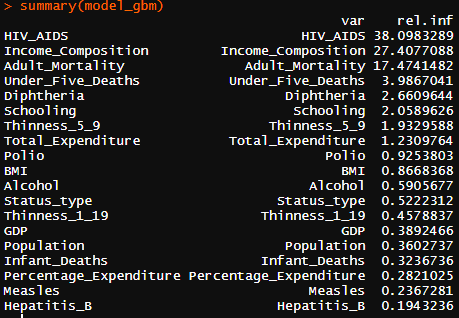 > summary(model_gbm)
var rel.inf
HIV_AIDS HIV_AIDS 38.0983289
Income_Composition Income_Composition 27.4077088
Adult_Mortality Adult_Mortality 17.4741482
Under_Five_Deaths Under_Five_Deaths 3.9867041
Diphtheria Diphtheria 2.6609644
Schooling Schooling 2.0589626
Thinness_5_9 Thinness_5_9 1.9329588
Total_Expenditure Total_Expenditure 1.2309764
Polio Polio 0.9253803
BMI BMI 0.8668368
Alcohol Alcohol 0.5905677
Status_type Status_type 0.5222312
Thinness_1_19 Thinness_1_19 0.4578837
GDP GDP 0.3892466
Population Population 0.3602737
Infant_Deaths Infant_Deaths 0.3236736
Percentage_Expenditure Percentage_Expenditure 0.2821025
Measles Measles 0.2367281
Hepatitis_B Hepatitis_B 0.1943236